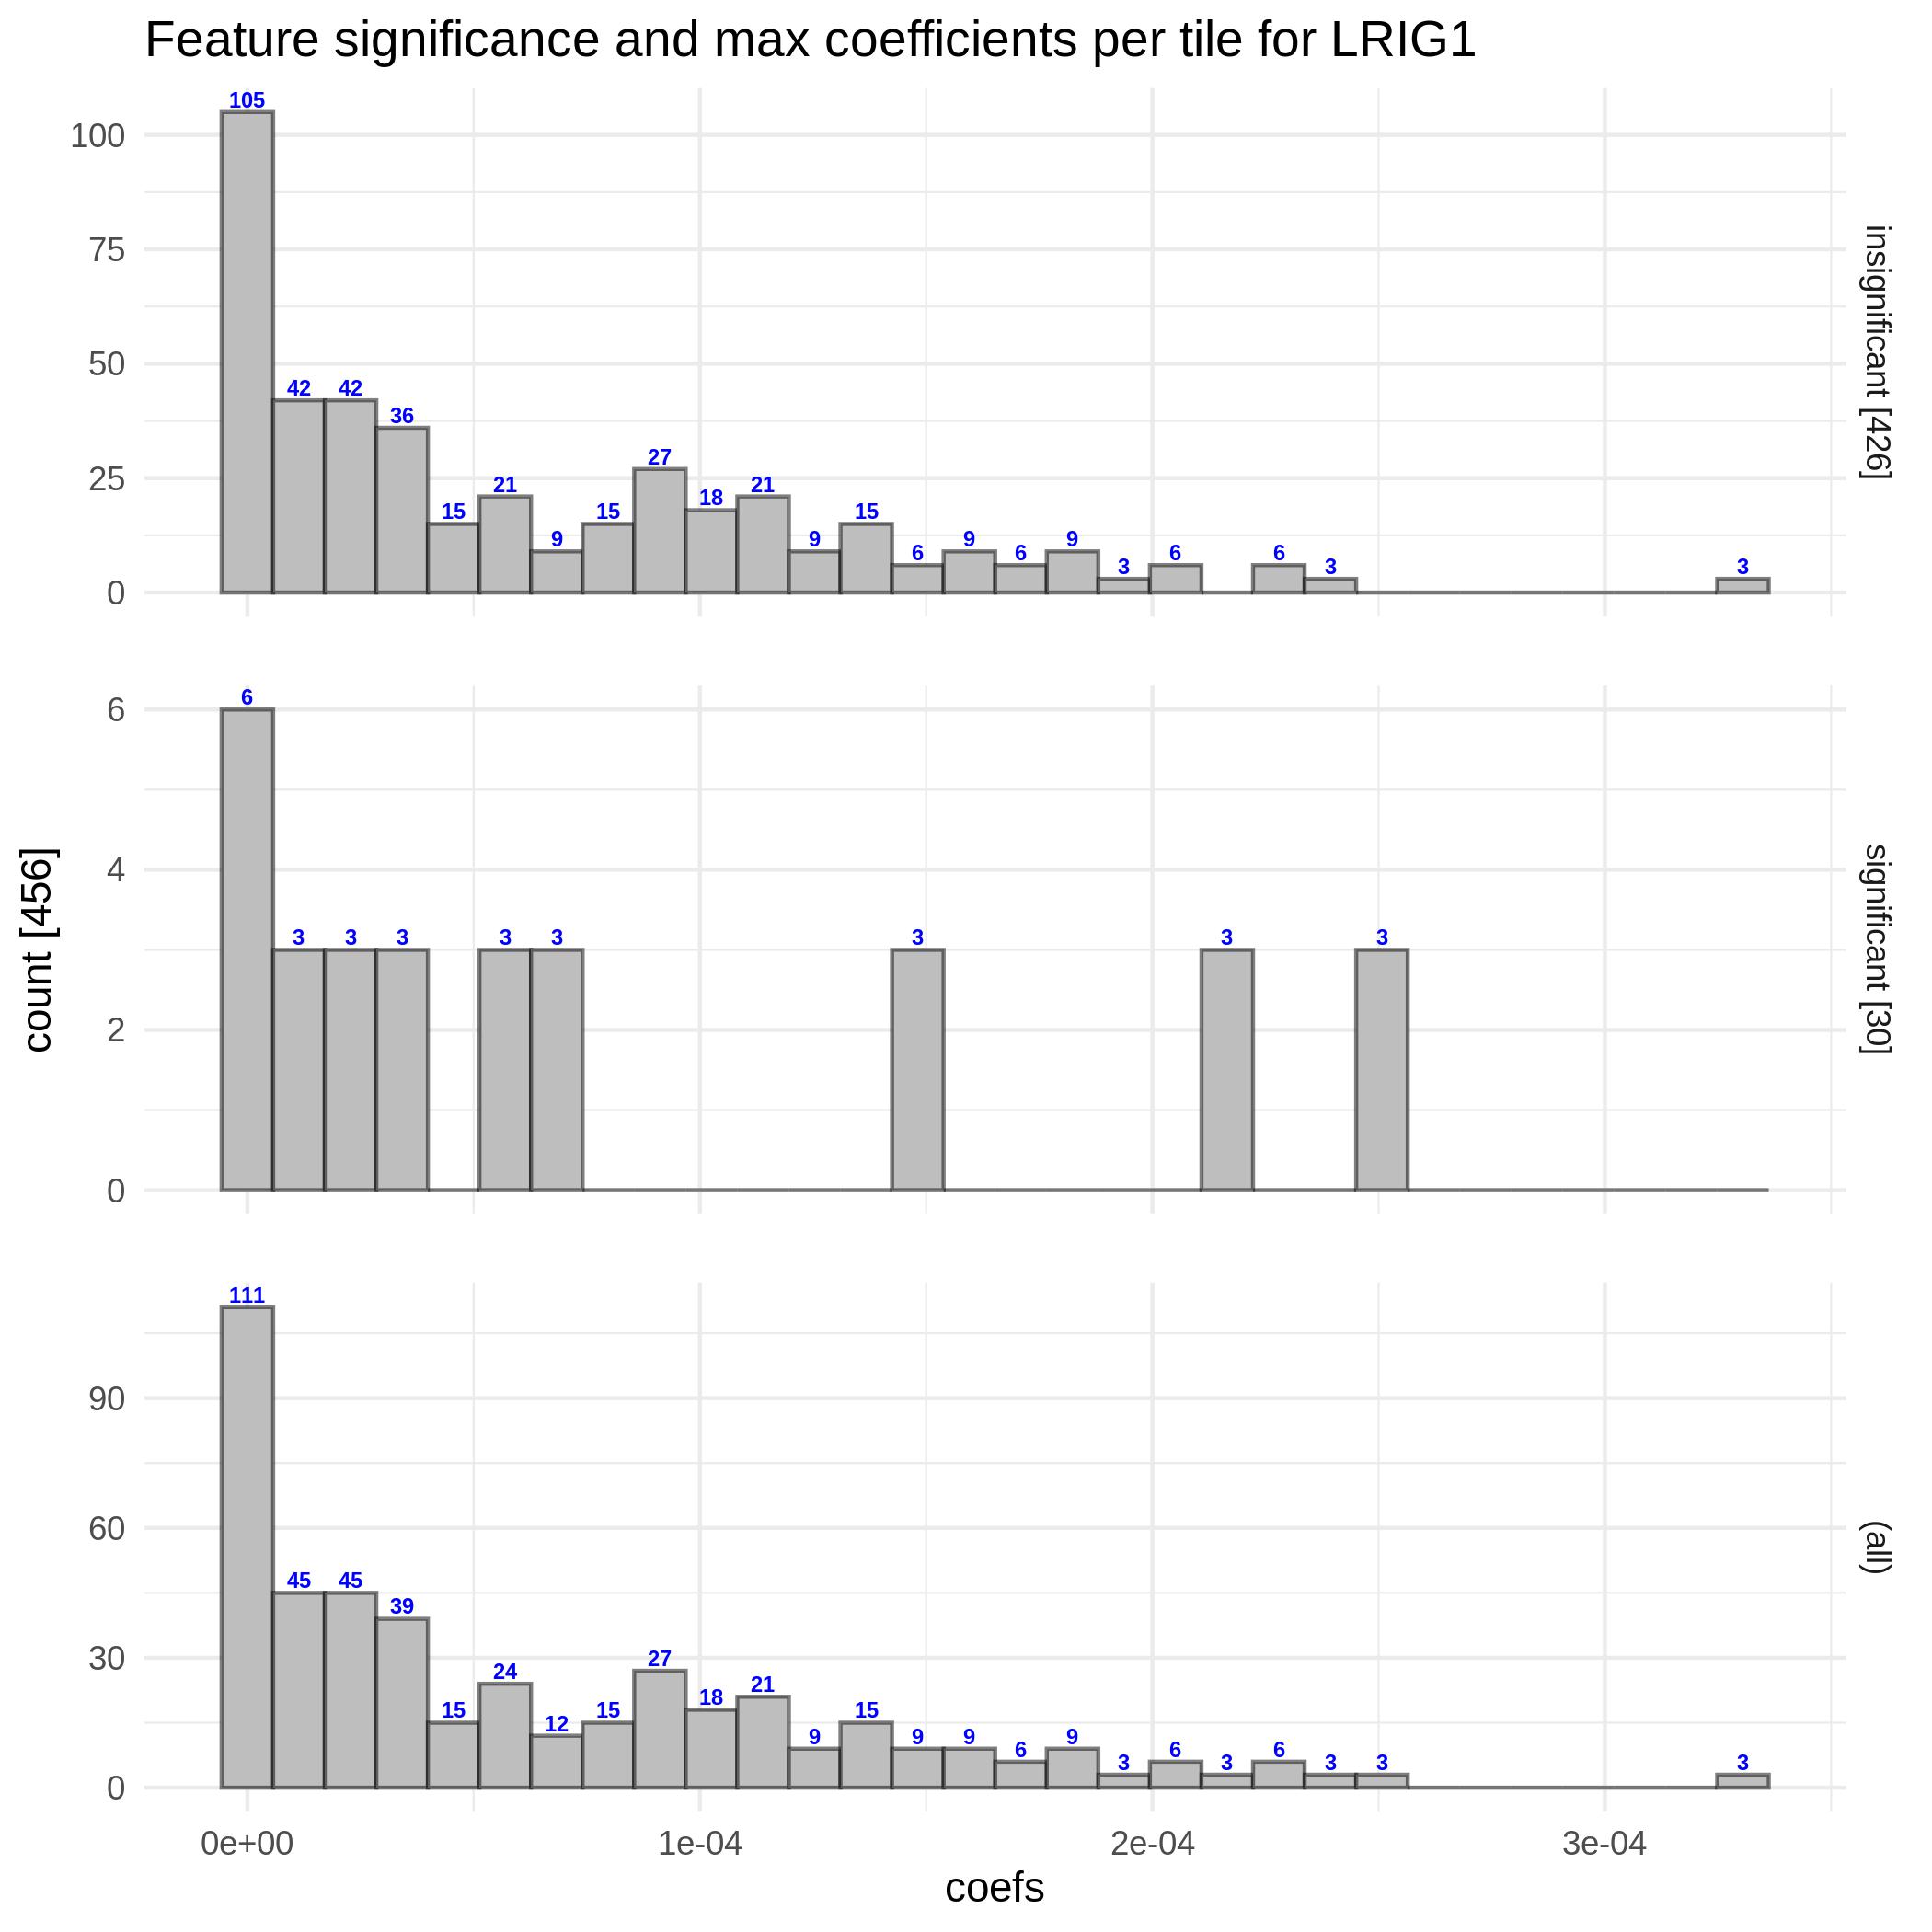 Feature significance and max coefficients per tile for LRIG1
105
100
75
50
25
0
42 42 36 15 21 9 15 27 18 21 9 15 6 9 6 9 3 6 6 3 3
insignificant [426]
count [456]
6
4
2
0
6 3 3 3 3 3 3 3 3
significant [30]
111
90
60
30
0
45 45 39 15 24 12 15 27 18 21 9 15 9 9 6 9 3 6 3 6 3 3 3
(all)
0e+00 1e-04 2e-04 3e-04
coefs